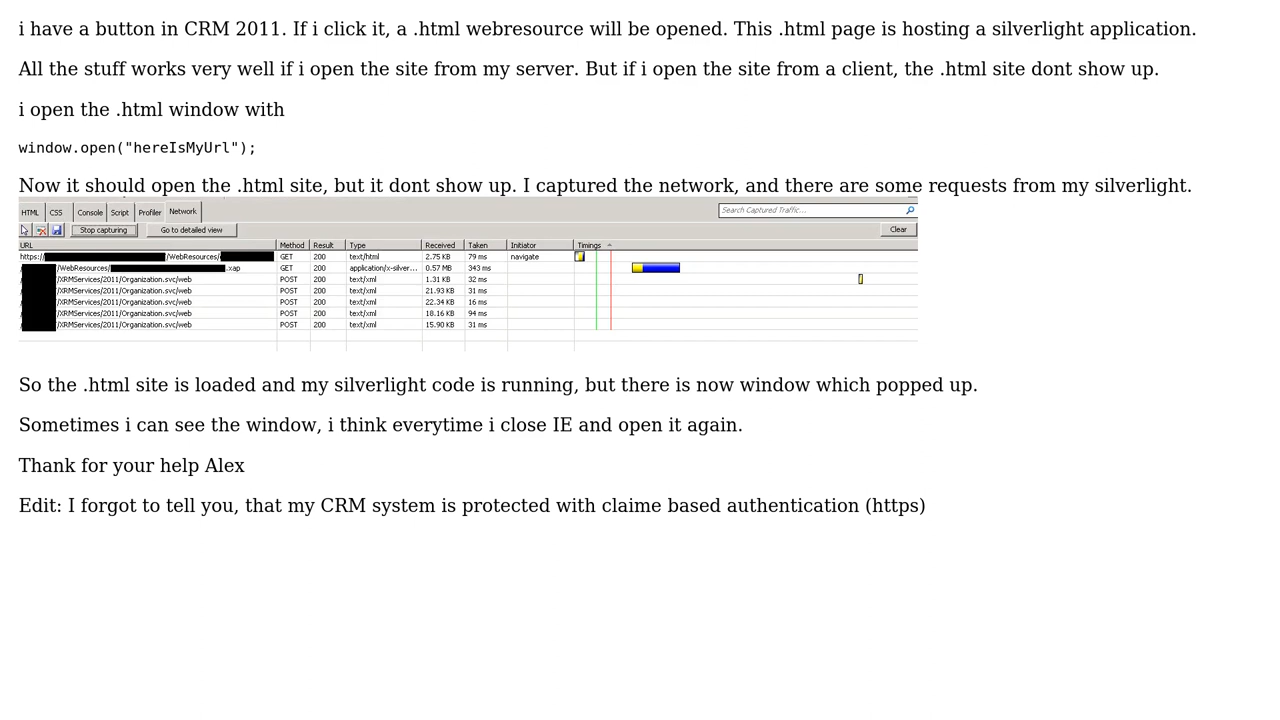 i have a button in CRM 2011. If i click it, a .html webresource will be opened. This .html page is hosting a silverlight application.
All the stuff works very well if i open the site from my server. But if i open the site from a client, the .html site dont show up.
i open the .html window with
window.open("hereIsMyUrl");
Now it should open the .html site, but it dont show up. I captured the network, and there are some requests from my silverlight.
HTML CSS Console Script Profiler Network Search Captured Traffic...
Stop capturing Go to detailed view Clear
URL Method Result Type Received Taken Initiator Timings
https:// /WebResources/ GET 200 text/html 2.75 KB 79 ms navigate
/ /WebResources/ .xap GET 200 application/x-silver... 0.57 MB 343 ms
/ /XRMServices/2011/Organization.svc/web POST 200 text/xml 1.31 KB 32 ms
/ /XRMServices/2011/Organization.svc/web POST 200 text/xml 21.93 KB 31 ms
/ /XRMServices/2011/Organization.svc/web POST 200 text/xml 22.34 KB 16 ms
/ /XRMServices/2011/Organization.svc/web POST 200 text/xml 18.16 KB 94 ms
/ /XRMServices/2011/Organization.svc/web POST 200 text/xml 15.90 KB 31 ms
So the .html site is loaded and my silverlight code is running, but there is now window which popped up.
Sometimes i can see the window, i think everytime i close IE and open it again.
Thank for your help Alex
Edit: I forgot to tell you, that my CRM system is protected with claime based authentication (https)